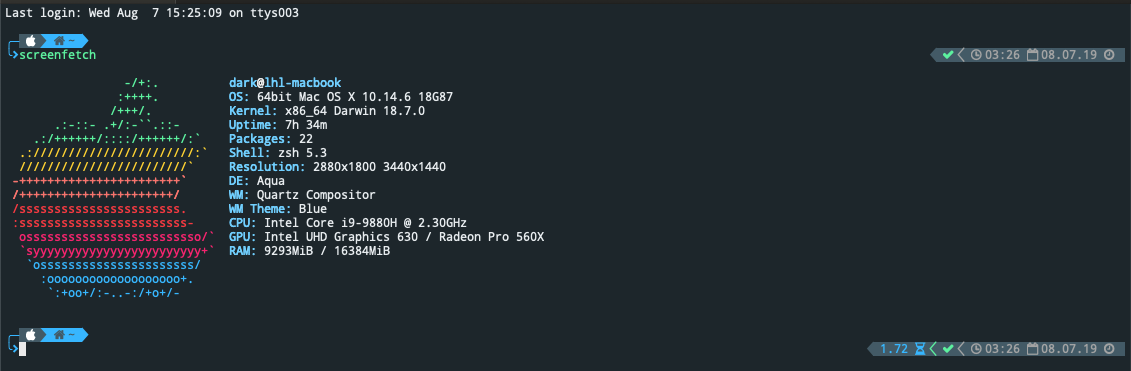 Last login: Wed Aug  7 15:25:09 on ttys003
~
screenfetch
03:26 08.07.19
-/+:.
:++++.
/+++/.
.:-::- .+/:-``.::-
.:/++++++/::::/++++++/:`
.:///////////////////////:`
////////////////////////`
-+++++++++++++++++++++++`
/++++++++++++++++++++++/
/sssssssssssssssssssssss.
:ssssssssssssssssssssssss-
osssssssssssssssssssssssso/`
`syyyyyyyyyyyyyyyyyyyyyyyy+`
`ossssssssssssssssssssss/
:ooooooooooooooooooo+.
`:+oo+/:-..-:/+o+/-
dark@lhl-macbook
OS: 64bit Mac OS X 10.14.6 18G87
Kernel: x86_64 Darwin 18.7.0
Uptime: 7h 34m
Packages: 22
Shell: zsh 5.3
Resolution: 2880x1800 3440x1440
DE: Aqua
WM: Quartz Compositor
WM Theme: Blue
CPU: Intel Core i9-9880H @ 2.30GHz
GPU: Intel UHD Graphics 630 / Radeon Pro 560X
RAM: 9293MiB / 16384MiB
~
1.72 03:26 08.07.19